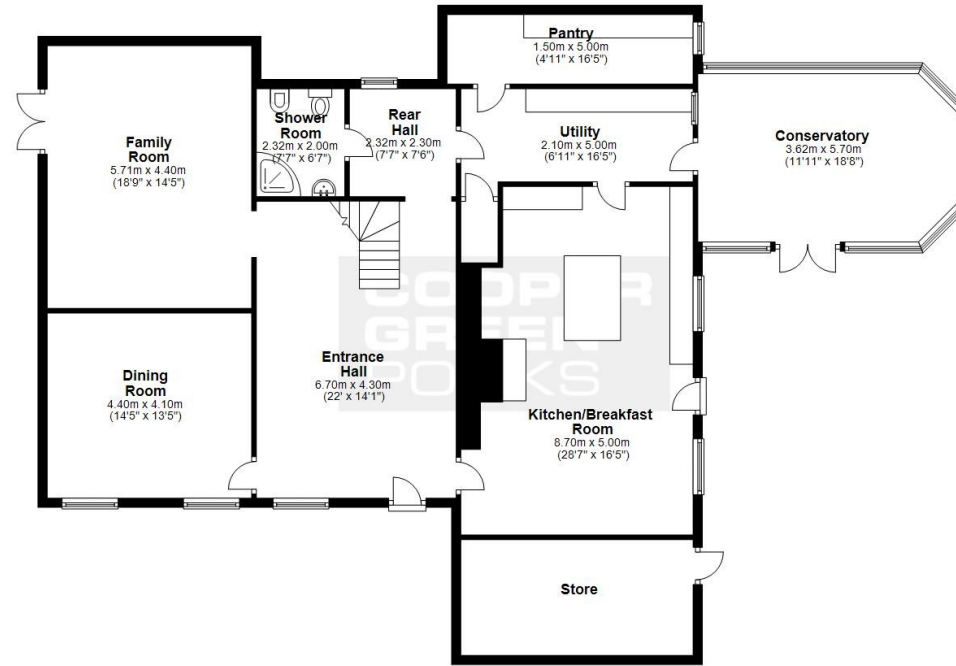 Pantry
1.50m x 5.00m
(4'11" x 16'5")
Family
Room
5.71m x 4.40m
(18'9" x 14'5")
Shower
Room
2.32m x 2.00m
(7'7" x 6'7")
Rear
Hall
2.32m x 2.30m
(7'7" x 7'6")
Utility
2.10m x 5.00m
(6'11" x 16'5")
Conservatory
3.62m x 5.70m
(11'11" x 18'8")
COOPER
GREEN
POOKS
Entrance
Hall
6.70m x 4.30m
(22' x 14'1")
Dining
Room
4.40m x 4.10m
(14'5" x 13'5")
Kitchen/Breakfast
Room
8.70m x 5.00m
(28'7" x 16'5")
Store